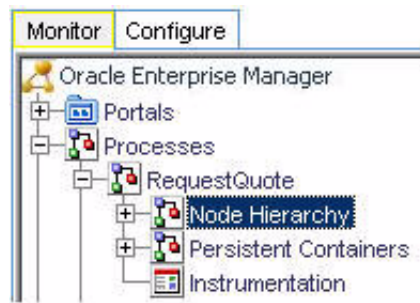 Monitor Configure
Oracle Enterprise Manager
Portals
Processes
RequestQuote
Node Hierarchy
Persistent Containers
Instrumentation